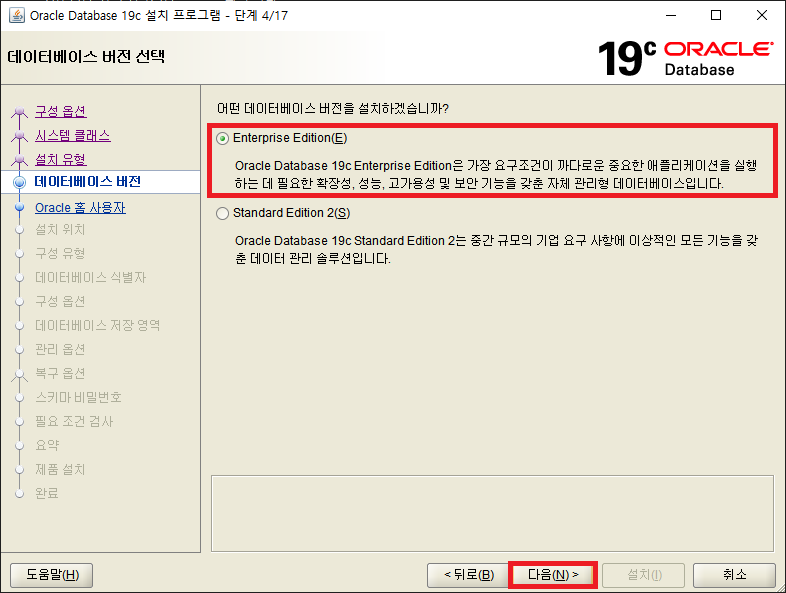 Oracle Database 19c 설치 프로그램 - 단계 4/17
데이터베이스 버전 선택
19c ORACLE
Database
구성 옵션
시스템 클래스
설치 유형
데이터베이스 버전
Oracle 홈 사용자
설치 위치
구성 유형
데이터베이스 식별자
구성 옵션
데이터베이스 저장 영역
관리 옵션
복구 옵션
스키마 비밀번호
필요 조건 검사
요약
제품 설치
완료
어떤 데이터베이스 버전을 설치하겠습니까?
Enterprise Edition(E)
Oracle Database 19c Enterprise Edition은 가장 요구조건이 까다로운 중요한 애플리케이션을 실행
하는 데 필요한 확장성, 성능, 고가용성 및 보안 기능을 갖춘 자체 관리형 데이터베이스입니다.
Standard Edition 2(S)
Oracle Database 19c Standard Edition 2는 중간 규모의 기업 요구 사항에 이상적인 모든 기능을 갖
춘 데이터 관리 솔루션입니다.
도움말(H)
< 뒤로(B)
다음(N) >
설치(I)
취소